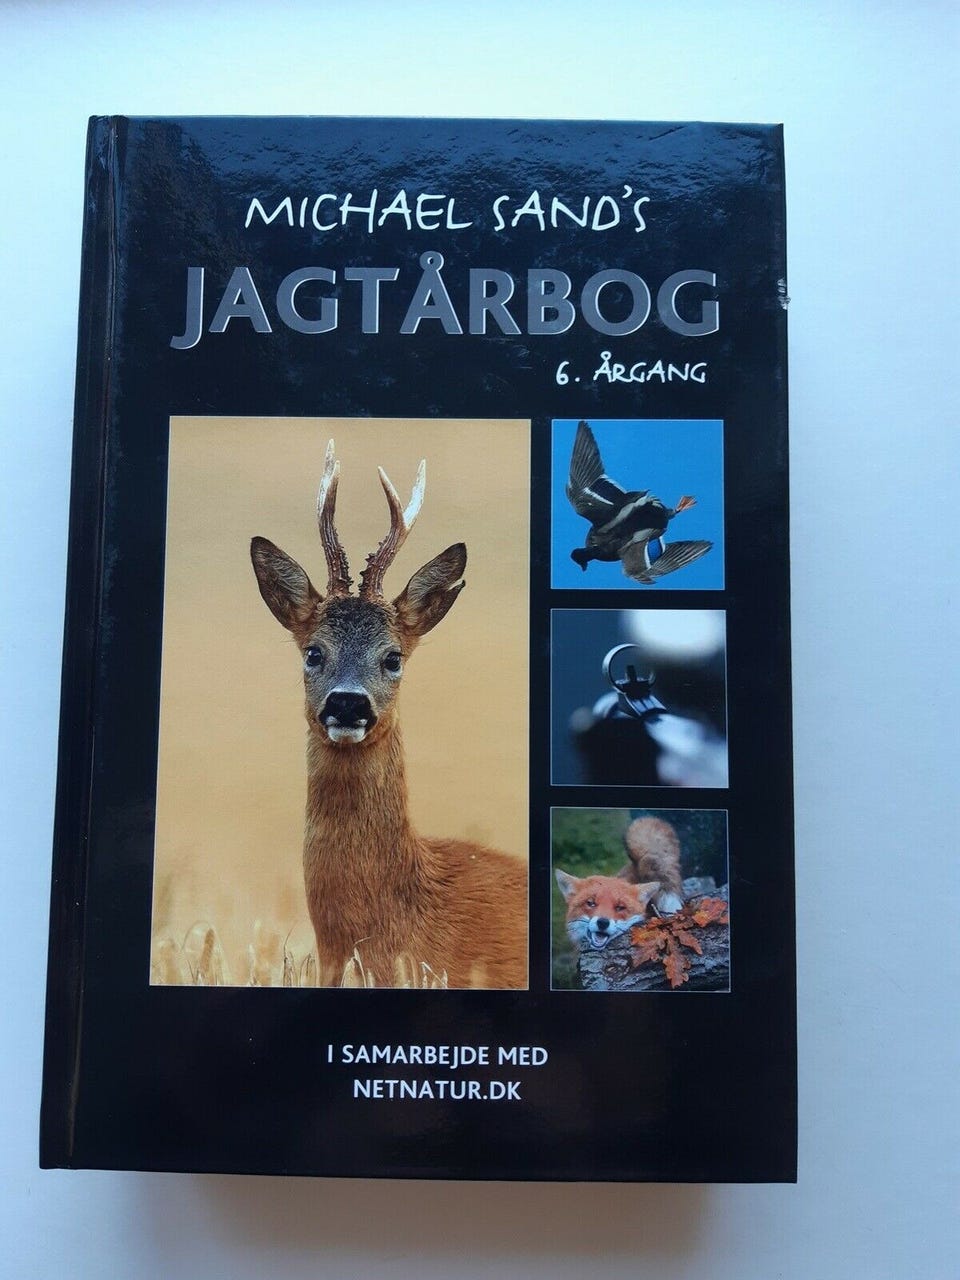 MICHAEL SAND'S
JAGTÅRBOG
6. ÅRGANG
I SAMARBEJDE MED
NETNATUR.DK